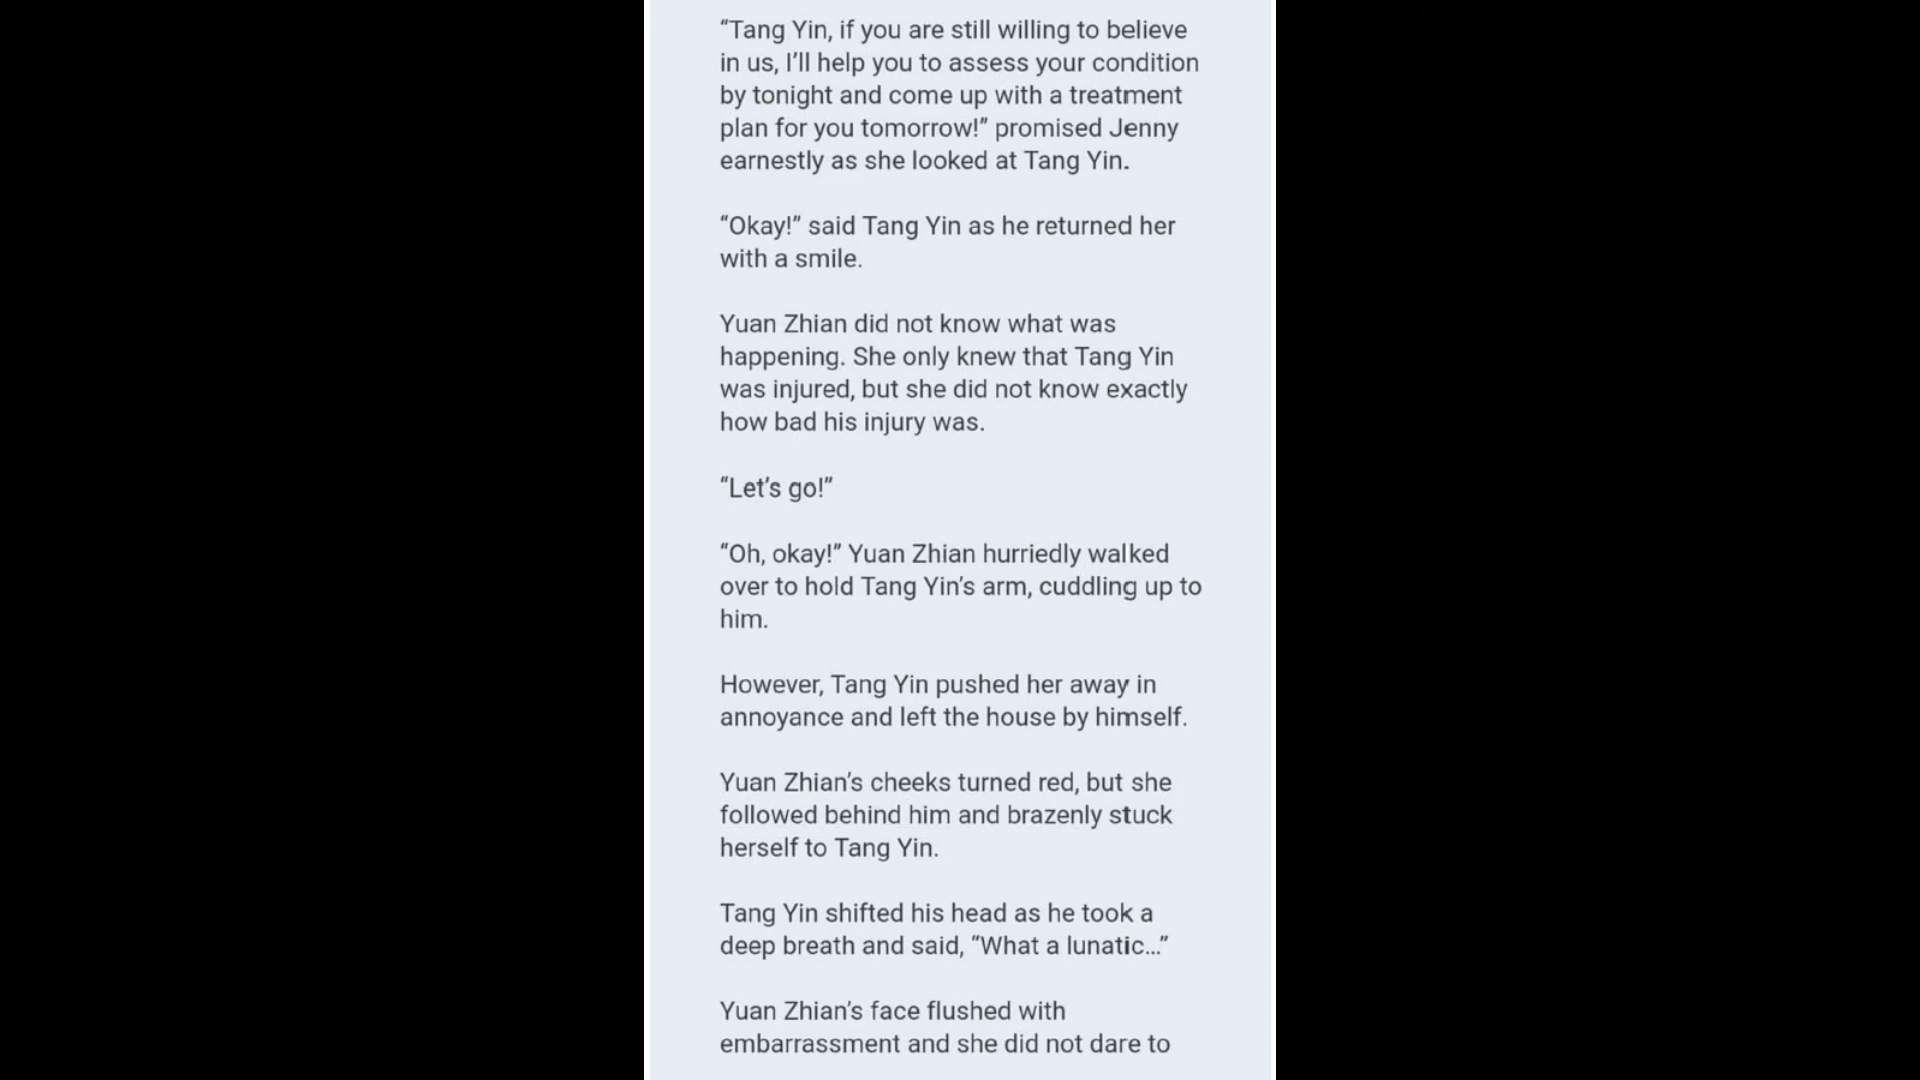 “Tang Yin, if you are still willing to believe
in us, I’ll help you to assess your condition
by tonight and come up with a treatment
plan for you tomorrow!” promised Jenny
earnestly as she looked at Tang Yin.
“Okay!” said Tang Yin as he returned her
with a smile.
Yuan Zhian did not know what was
happening. She only knew that Tang Yin
was injured, but she did not know exactly
how bad his injury was.
“Let’s go!”
“Oh, okay!” Yuan Zhian hurriedly walked
over to hold Tang Yin’s arm, cuddling up to
him.
However, Tang Yin pushed her away in
annoyance and left the house by himself.
Yuan Zhian’s cheeks turned red, but she
followed behind him and brazenly stuck
herself to Tang Yin.
Tang Yin shifted his head as he took a
deep breath and said, “What a lunatic…”
Yuan Zhian’s face flushed with
embarrassment and she did not dare to